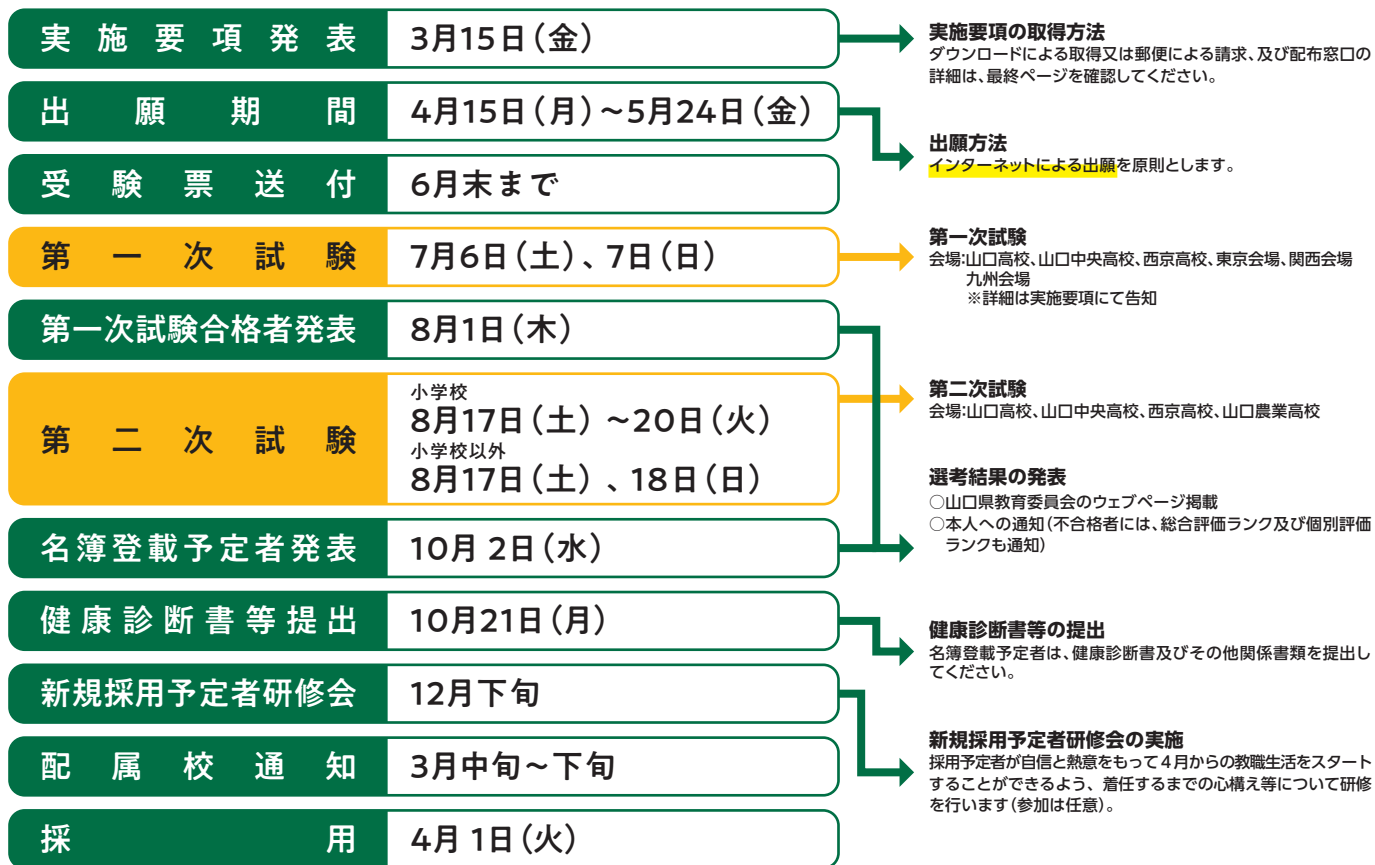 実施要項発表 3月15日（金）
実施要項の取得方法
ダウンロードによる取得又は郵便による請求、及び配布窓口の
詳細は、最終ページを確認してください。
出願期間 4月15日（月）～5月24日（金）
出願方法
インターネットによる出願を原則とします。
受験票送付 6月末まで
第一次試験 7月6日（土）、7日（日）
第一次試験
会場:山口高校、山口中央高校、西京高校、東京会場、関西会場
九州会場
※詳細は実施要項にて告知
第一次試験合格者発表 8月1日（木）
第二次試験
小学校
8月17日（土）～20日（火）
小学校以外
8月17日（土）、18日（日）
第二次試験
会場:山口高校、山口中央高校、西京高校、山口農業高校
選考結果の発表
○山口県教育委員会のウェブページ掲載
○本人への通知（不合格者には、総合評価ランク及び個別評価
ランクも通知）
名簿登載予定者発表 10月 2日（水）
健康診断書等提出 10月21日（月）
健康診断書等の提出
名簿登載予定者は、健康診断書及びその他関係書類を提出し
てください。
新規採用予定者研修会 12月下旬
新規採用予定者研修会の実施
採用予定者が自信と熱意をもって4月からの教職生活をスタート
することができるよう、着任するまでの心構え等について研修
を行います（参加は任意）。
配属校通知 3月中旬～下旬
採用 4月 1日（火）